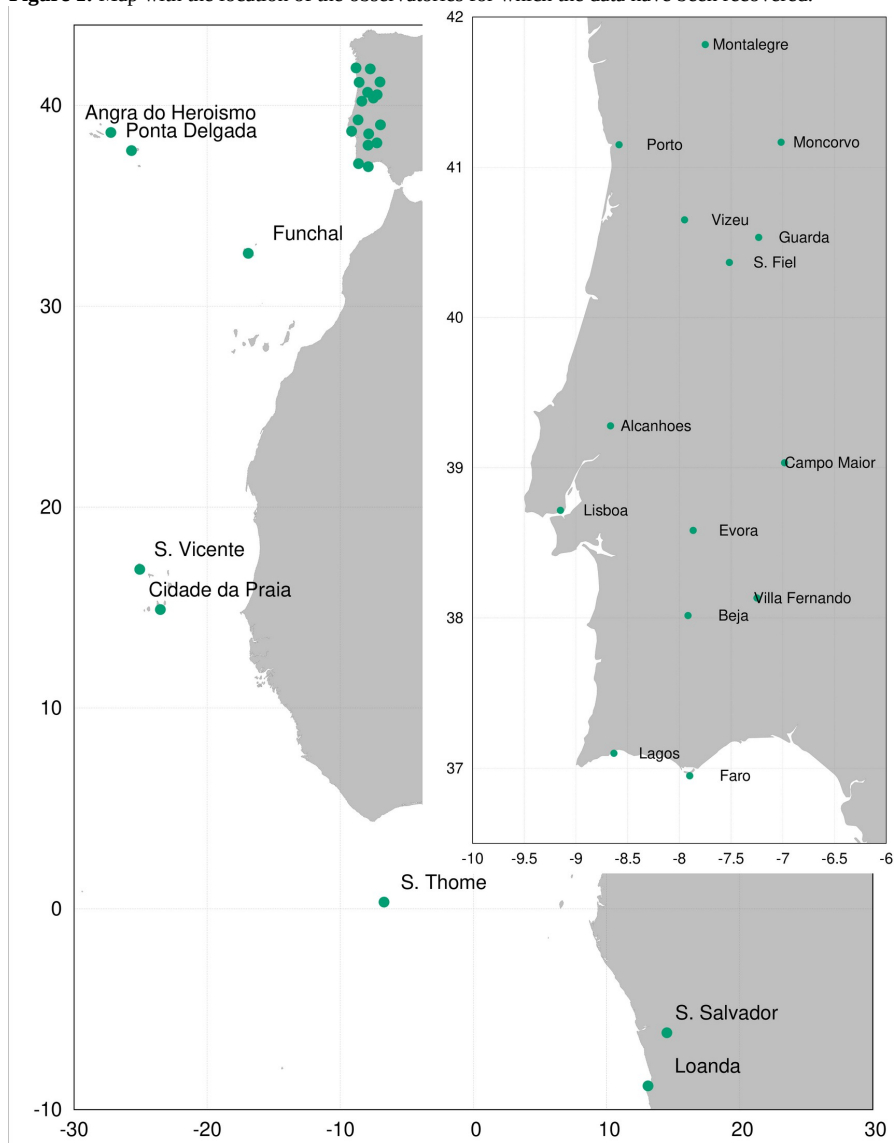 Figure 1. Map with the location of the observatories for which the data have been recovered.
42
Montalegre
40
Angra do Heroismo
Ponta Delgada
41
Porto
Moncorvo
Vizeu
Guarda
S. Fiel
Funchal
30
40
Alcanhoes
39
Campo Maior
Lisboa
Evora
20
S. Vicente
Cidade da Praia
38
Villa Fernando
Beja
10
37
Lagos
Faro
-10 -9.5 -9 -8.5 -8 -7.5 -7 -6.5 -6
S. Thome
0
S. Salvador
Loanda
-10
-30 -20 -10 0 10 20 30